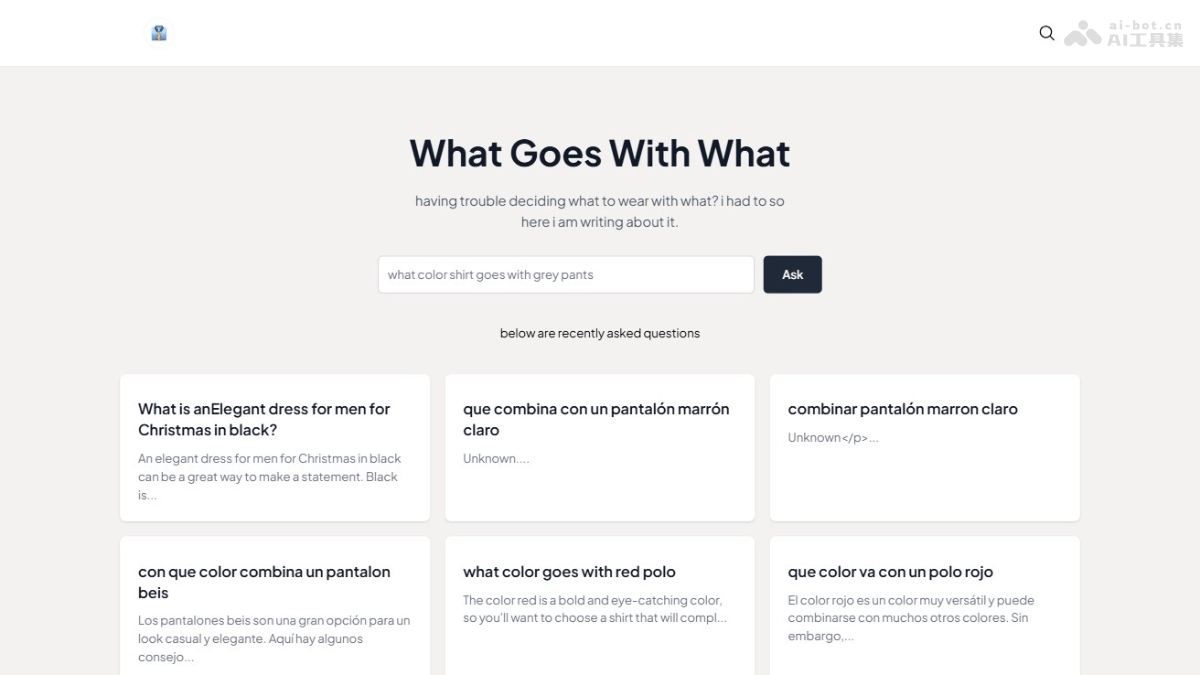 ai-bot.cn
AI工具集
What Goes With What
having trouble deciding what to wear with what? i had to so
here i am writing about it.
what color shirt goes with grey pants
Ask
below are recently asked questions
What is anElegant dress for men for
Christmas in black?
An elegant dress for men for Christmas in black
can be a great way to make a statement. Black
is...
que combina con un pantalón marrón
claro
Unknown....
combinar pantalón marron claro
Unknown</p>...
con que color combina un pantalon
beis
Los pantalones beis son una gran opción para un
look casual y elegante. Aquí hay algunos
consejo...
what color goes with red polo
The color red is a bold and eye-catching color,
so you'll want to choose a shirt that will compl...
que color va con un polo rojo
El color rojo es un color muy versátil y puede
combinarse con muchos otros colores. Sin
embargo,...